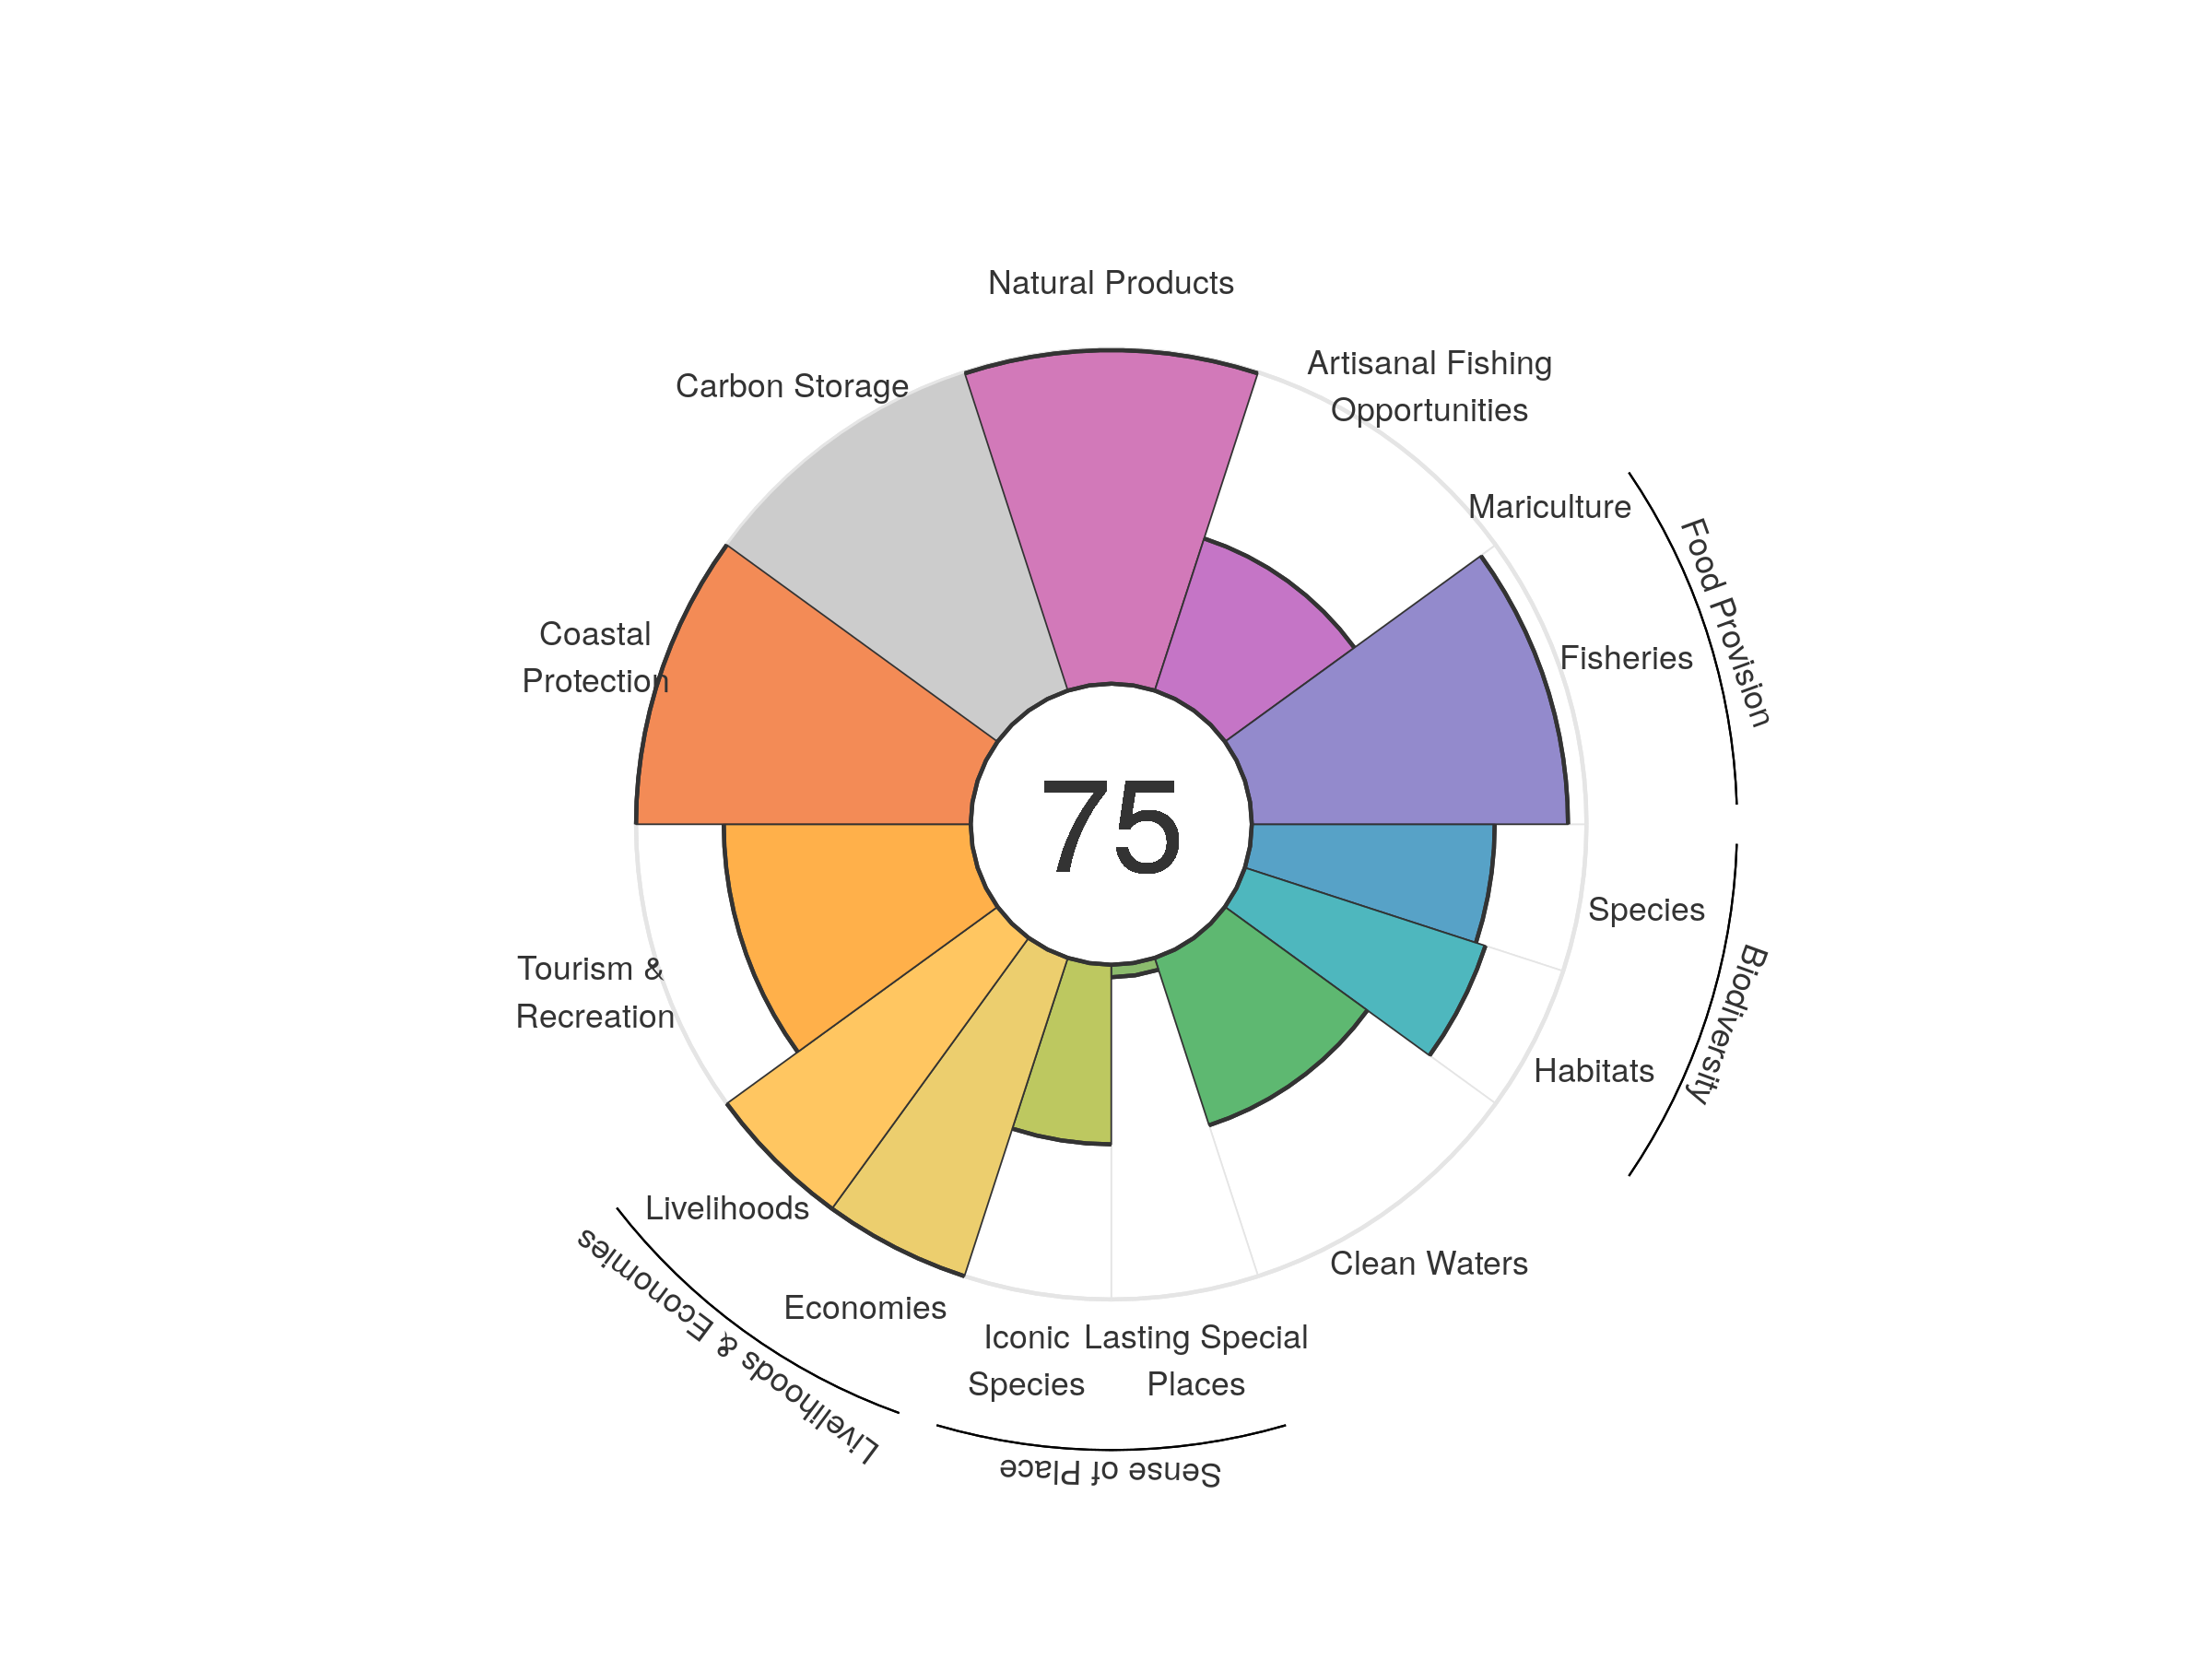 Natural Products
Carbon Storage
Artisanal Fishing
Opportunities
Mariculture
Food Provision
Fisheries
Coastal
Protection
75
Species
Biodiversity
Tourism &
Recreation
Habitats
Livelihoods
Clean Waters
Economies
Livelihoods & Economies
Iconic
Species
Lasting Special
Places
Sense of Place